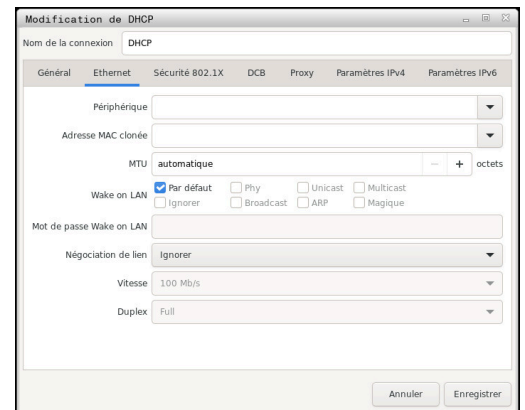 Modification de DHCP
Nom de la connexion DHCP
Général Ethernet Sécurité 802.1X DCB Proxy Paramètres IPv4 Paramètres IPv6
Périphérique
Adresse MAC clonée
MTU automatique − + octets
Wake on LAN Par défaut Phy Unicast Multicast
Ignorer Broadcast ARP Magique
Mot de passe Wake on LAN
Négociation de lien Ignorer
Vitesse 100 Mb/s
Duplex Full
Annuler Enregistrer